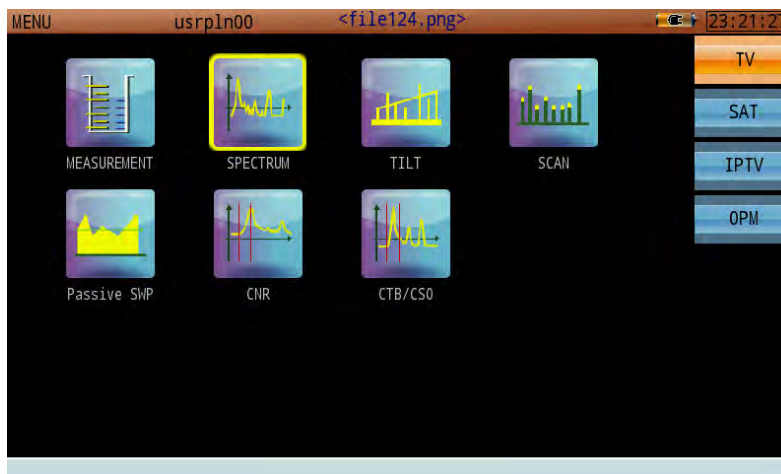 MENU usrpln00 <file124.png> 23:21:2
TV
SAT
IPTV
OPM
MEASUREMENT SPECTRUM TILT SCAN
Passive SWP CNR CTB/CSO